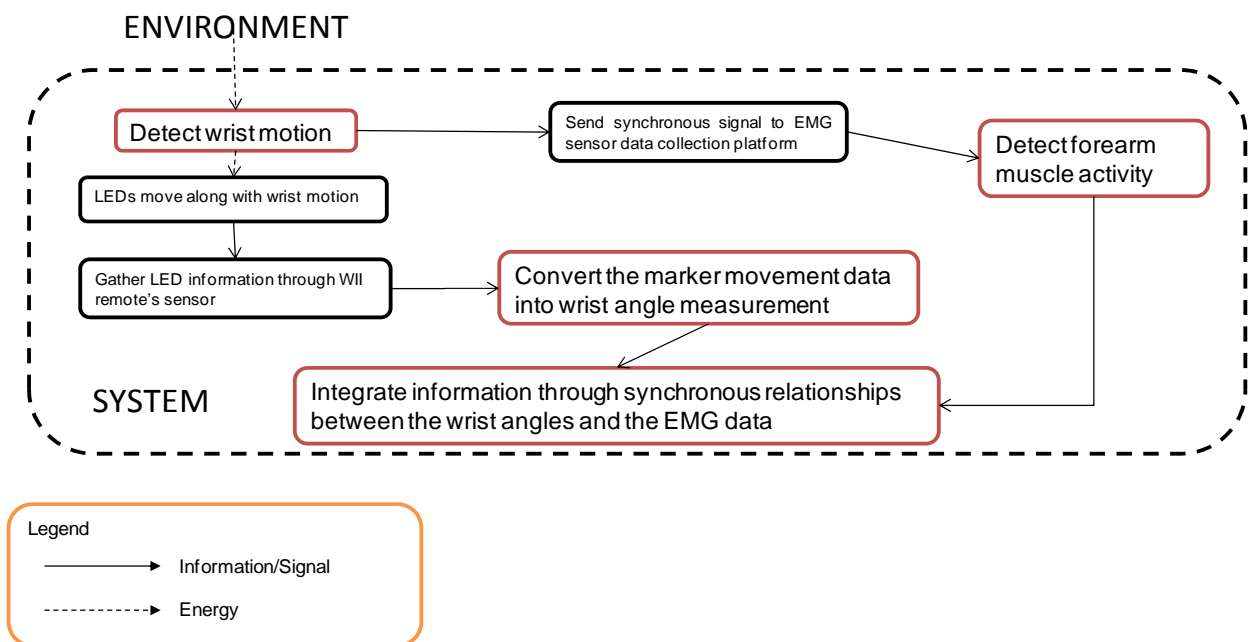 ENVIRONMENT
Detect wrist motion
Send synchronous signal to EMG
sensor data collection platform
Detect forearm
muscle activity
LEDs move along with wrist motion
Gather LED information through WII
remote's sensor
Convert the marker movement data
into wrist angle measurement
SYSTEM
Integrate information through synchronous relationships
between the wrist angles and the EMG data
Legend
Information/Signal
Energy